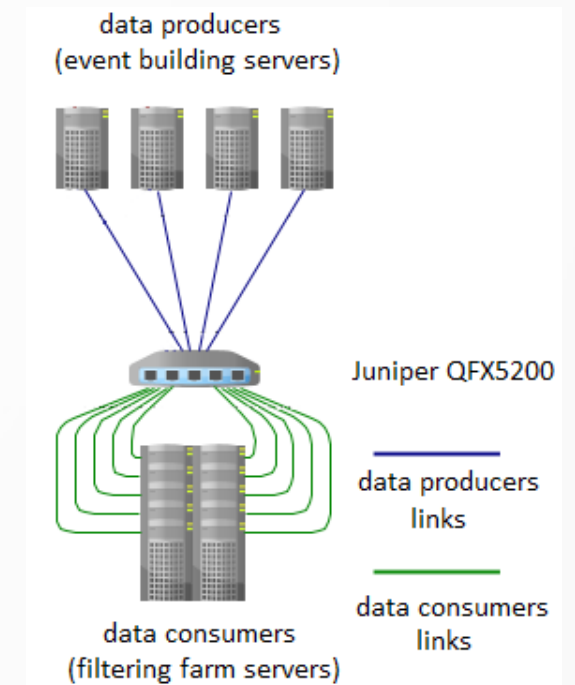 data producers
(event building servers)
Juniper QFX5200
data producers
links
data consumers
links
data consumers
(filtering farm servers)